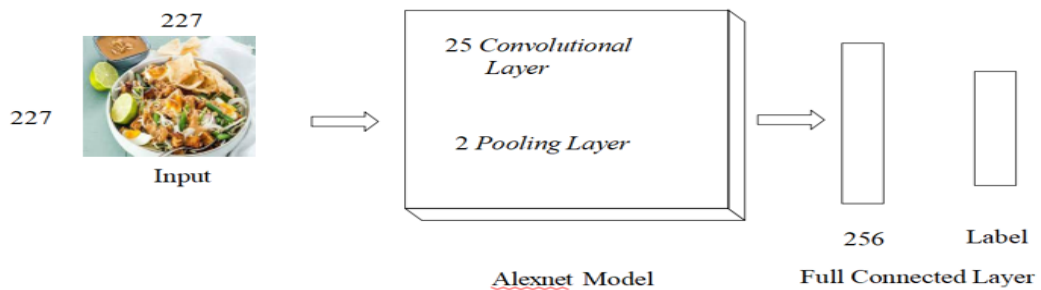 227
227
Input
25 Convolutional
Layer
2 Pooling Layer
Alexnet Model
256
Label
Full Connected Layer